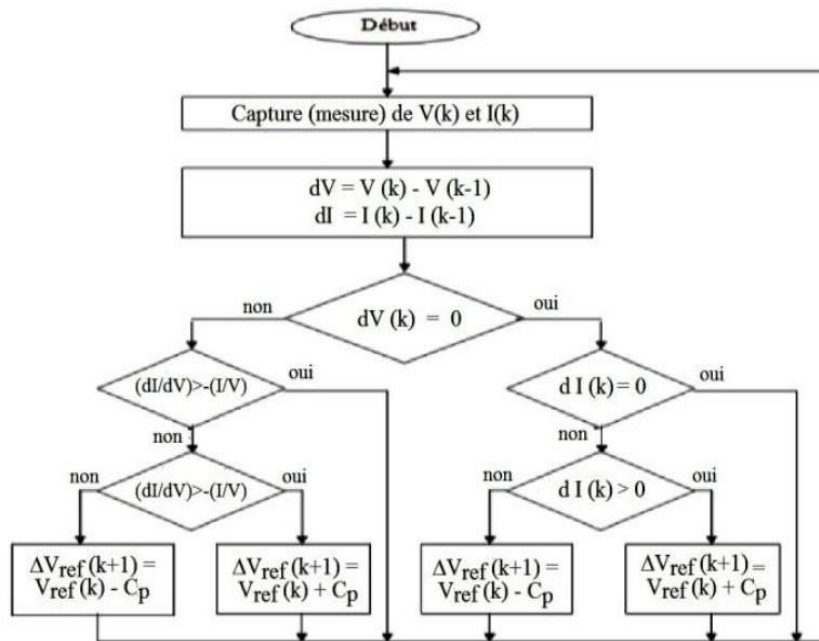 Début
Capture (mesure) de V(k) et I(k)
dV = V (k) - V (k-1)
dI = I (k) - I (k-1)
non
oui
dV (k) = 0
(dI/dV)>-(I/V)
oui
d I (k) = 0
oui
non
non
non
(dI/dV)>-(I/V)
oui
non
d I (k) > 0
oui
ΔVref (k+1) =
Vref (k) - Cp
ΔVref (k+1) =
Vref (k) + Cp
ΔVref (k+1) =
Vref (k) - Cp
ΔVref (k+1) =
Vref (k) + Cp